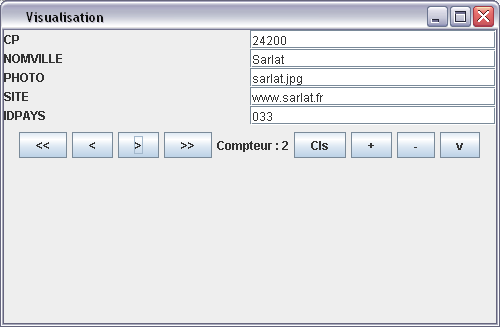 Visualisation
CP 24200
NOMVILLE Sarlat
PHOTO sarlat.jpg
SITE www.sarlat.fr
IDPAYS 033
<< < > >> Compteur : 2 Cls + - v